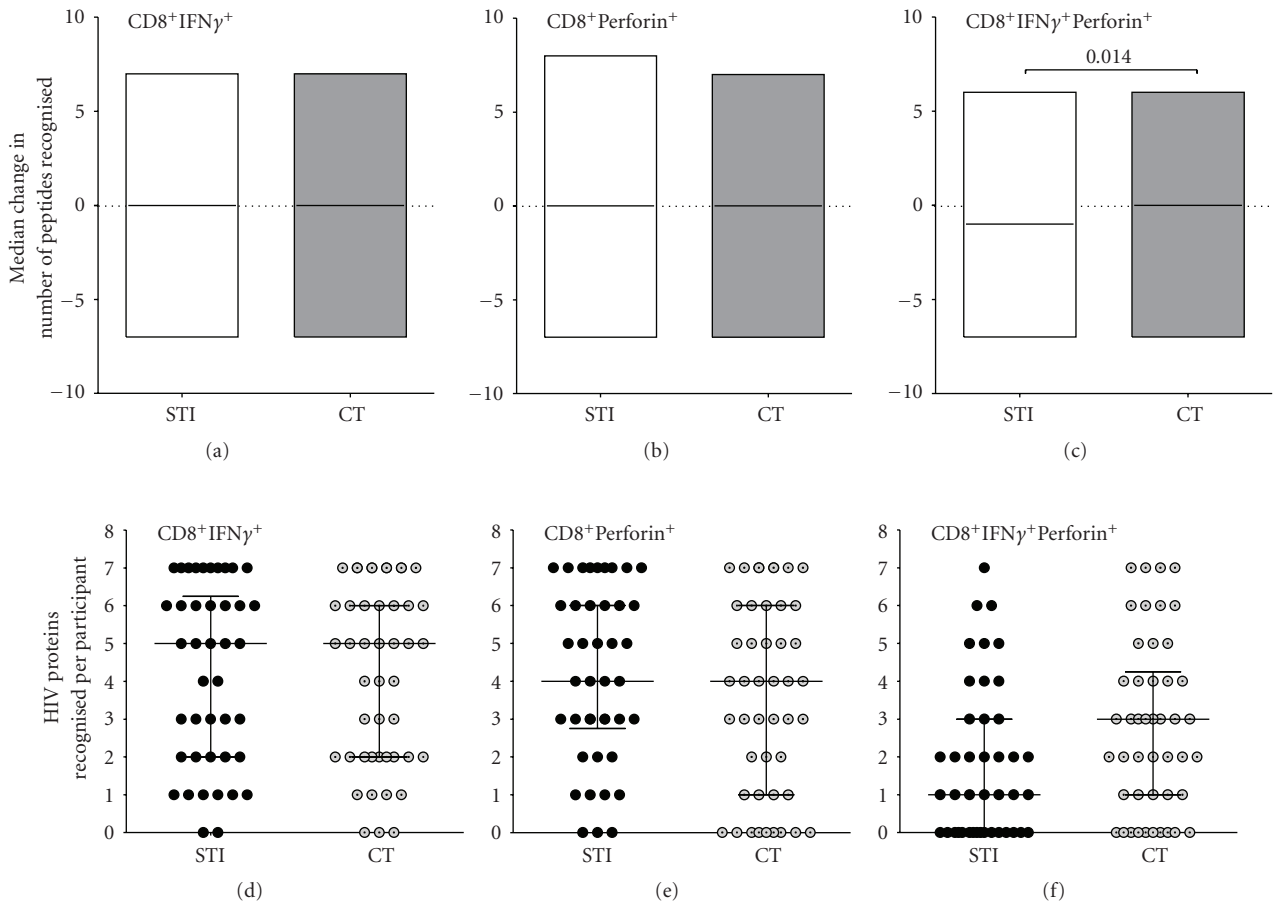 Median change in
number of peptides recognised
10
5
0
−5
−10
CD8+IFNγ+
STI
CT
(a)
10
5
0
−5
−10
CD8+Perforin+
STI
CT
(b)
10
5
0
−5
−10
CD8+IFNγ+Perforin+
0.014
STI
CT
(c)
HIV proteins
recognised per participant
8
7
6
5
4
3
2
1
0
CD8+IFNγ+
STI
CT
(d)
8
7
6
5
4
3
2
1
0
CD8+Perforin+
STI
CT
(e)
8
7
6
5
4
3
2
1
0
CD8+IFNγ+Perforin+
STI
CT
(f)